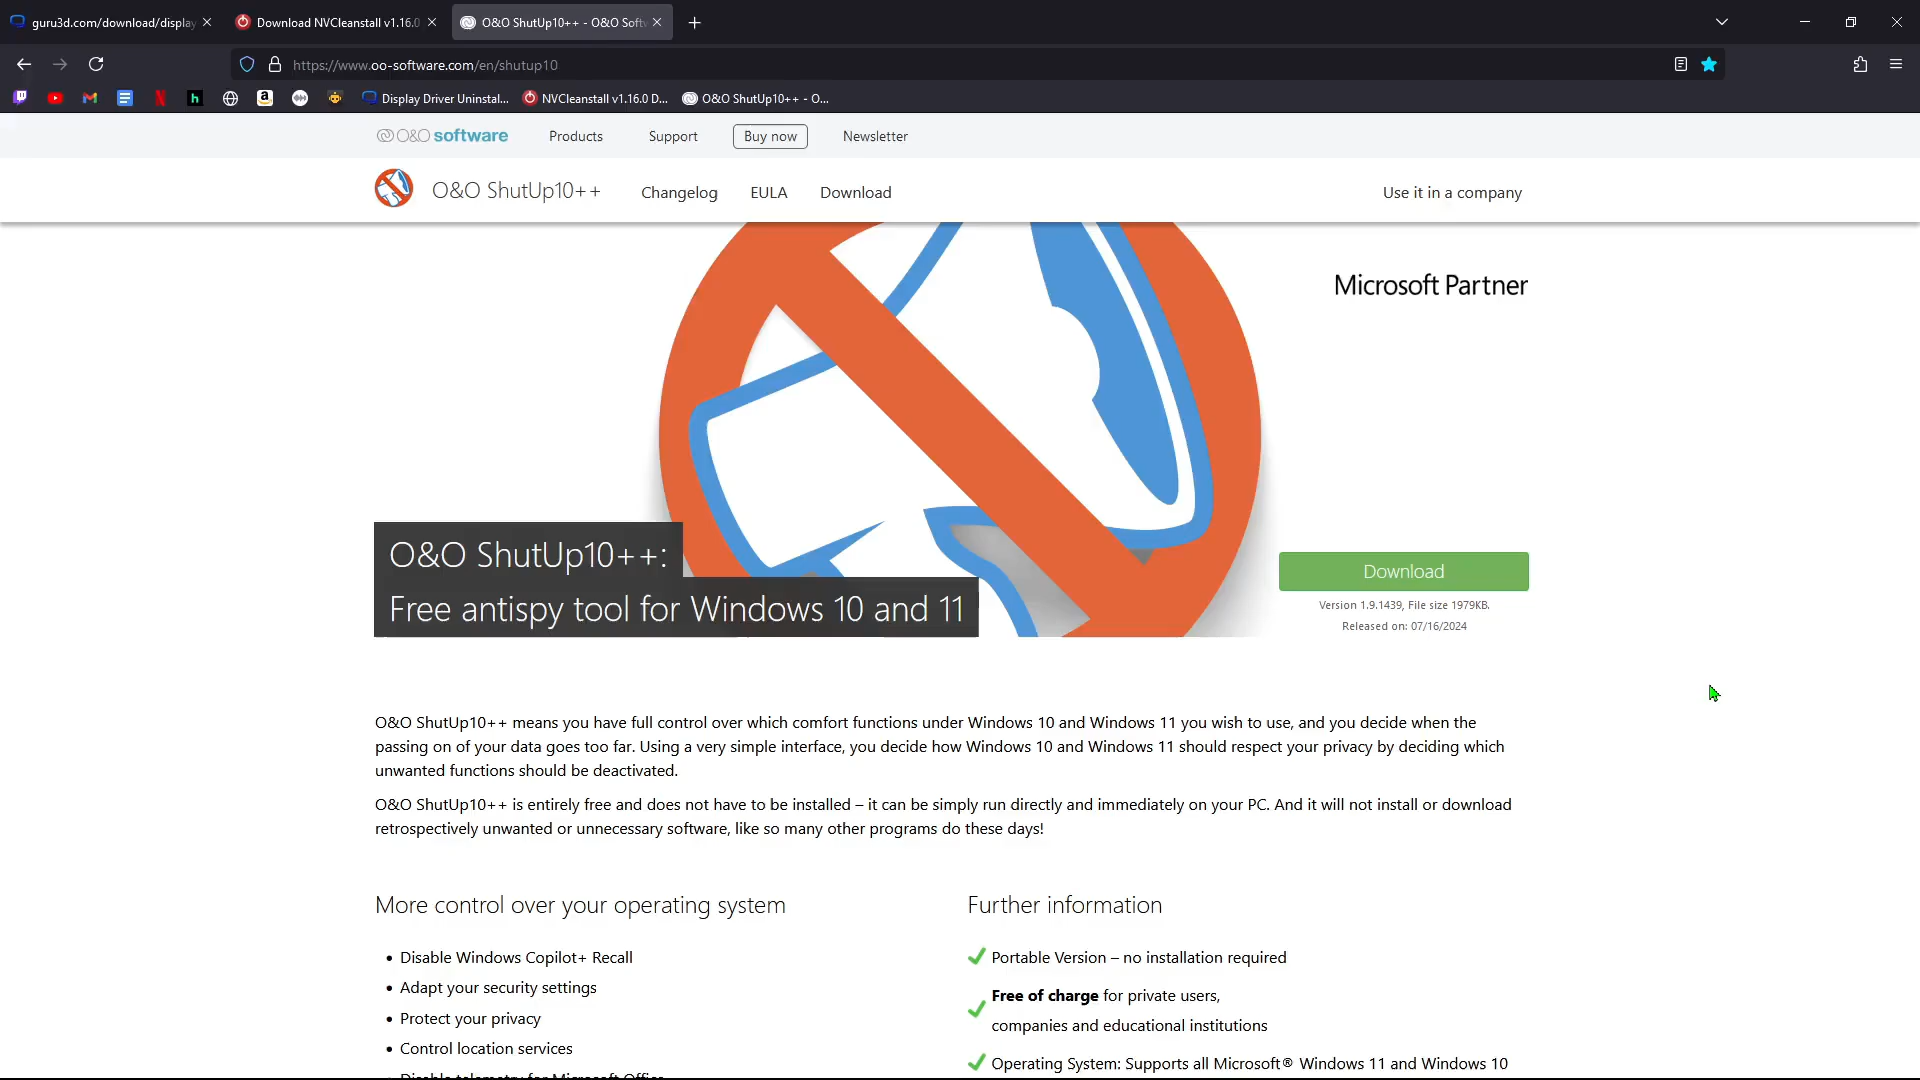 guru3d.com/download/display
Download NVCleanstall v1.16.0
O&O ShutUp10++ - O&O Softw
https://www.oo-software.com/en/shutup10
Display Driver Uninstal...
NVCleanstall v1.16.0 D...
O&O ShutUp10++ - O...
O&O software
Products
Support
Buy now
Newsletter
O&O ShutUp10++
Changelog
EULA
Download
Use it in a company
Microsoft Partner
O&O ShutUp10++:
Free antispy tool for Windows 10 and 11
Download
Version 1.9.1439, File size 1979KB.
Released on: 07/16/2024
O&O ShutUp10++ means you have full control over which comfort functions under Windows 10 and Windows 11 you wish to use, and you decide when the
passing on of your data goes too far. Using a very simple interface, you decide how Windows 10 and Windows 11 should respect your privacy by deciding which
unwanted functions should be deactivated.
O&O ShutUp10++ is entirely free and does not have to be installed – it can be simply run directly and immediately on your PC. And it will not install or download
retrospectively unwanted or unnecessary software, like so many other programs do these days!
More control over your operating system
• Disable Windows Copilot+ Recall
• Adapt your security settings
• Protect your privacy
• Control location services
• Disable telemetry for Microsoft Office
Further information
Portable Version – no installation required
Free of charge for private users,
companies and educational institutions
Operating System: Supports all Microsoft® Windows 11 and Windows 10